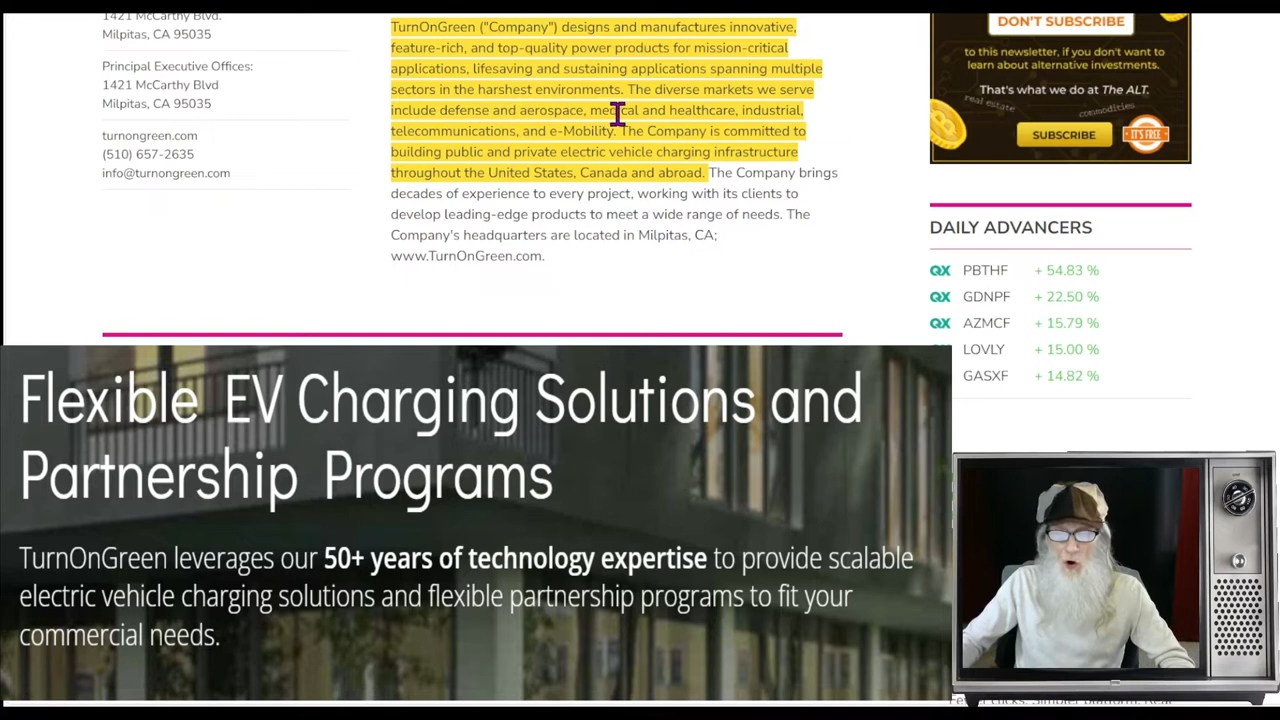 1421 McCarthy Blvd.
Milpitas, CA 95035
Principal Executive Offices:
1421 McCarthy Blvd
Milpitas, CA 95035
turnongreen.com
(510) 657-2635
info@turnongreen.com
TurnOnGreen ("Company") designs and manufactures innovative,
feature-rich, and top-quality power products for mission-critical
applications, lifesaving and sustaining applications spanning multiple
sectors in the harshest environments. The diverse markets we serve
include defense and aerospace, medical and healthcare, industrial,
telecommunications, and e-Mobility. The Company is committed to
building public and private electric vehicle charging infrastructure
throughout the United States, Canada and abroad. The Company brings
decades of experience to every project, working with its clients to
develop leading-edge products to meet a wide range of needs. The
Company's headquarters are located in Milpitas, CA;
www.TurnOnGreen.com.
DON'T SUBSCRIBE
to this newsletter, if you don't want to
learn about alternative investments.
That's what we do at The ALT.
real estate
commodities
SUBSCRIBE
IT'S FREE
DAILY ADVANCERS
QX PBTHF + 54.83 %
QX GDNPF + 22.50 %
QX AZMCF + 15.79 %
LOVLY + 15.00 %
GASXF + 14.82 %
Flexible EV Charging Solutions and
Partnership Programs
TurnOnGreen leverages our 50+ years of technology expertise to provide scalable
electric vehicle charging solutions and flexible partnership programs to fit your
commercial needs.